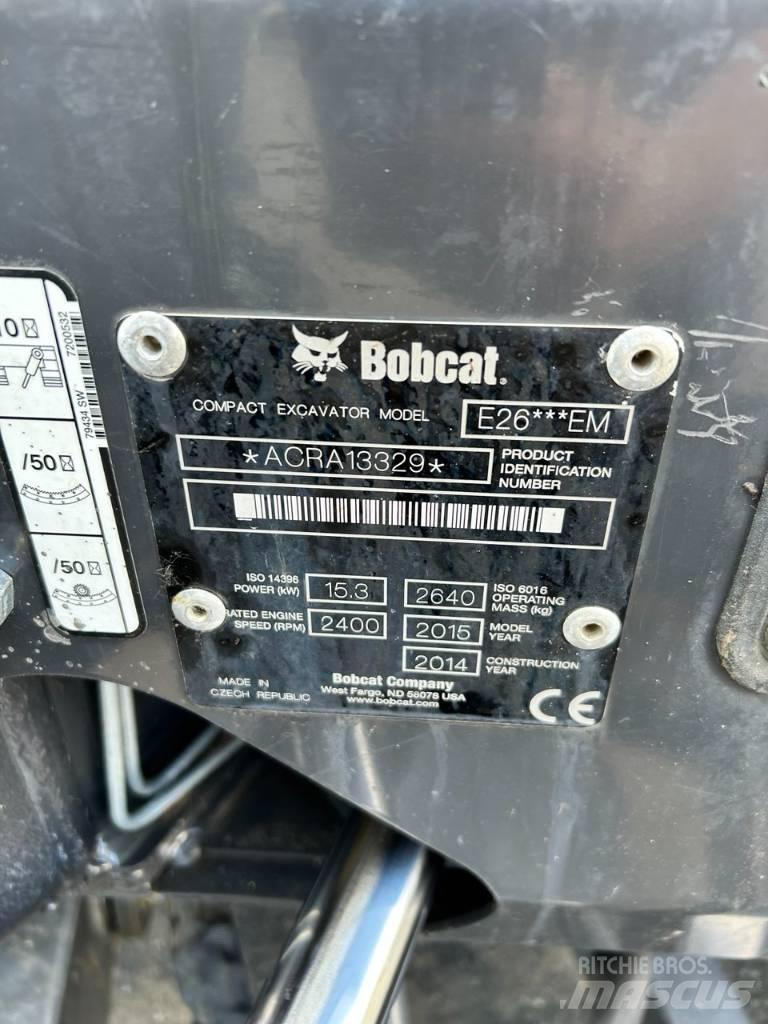 10
/50
/50
79434 SW 7200532
Bobcat
COMPACT EXCAVATOR MODEL E26***EM
*ACRA13329* PRODUCT
IDENTIFICATION
NUMBER
ISO 14396
POWER (kW) 15.3 2640 ISO 6016
OPERATING
MASS (kg)
RATED ENGINE
SPEED (RPM) 2400 2015 MODEL
YEAR
2014 CONSTRUCTION
YEAR
MADE IN
CZECH REPUBLIC
Bobcat Company
West Fargo, ND 58078 USA
www.bobcat.com
CE
RITCHIE BROS.
MASCUS